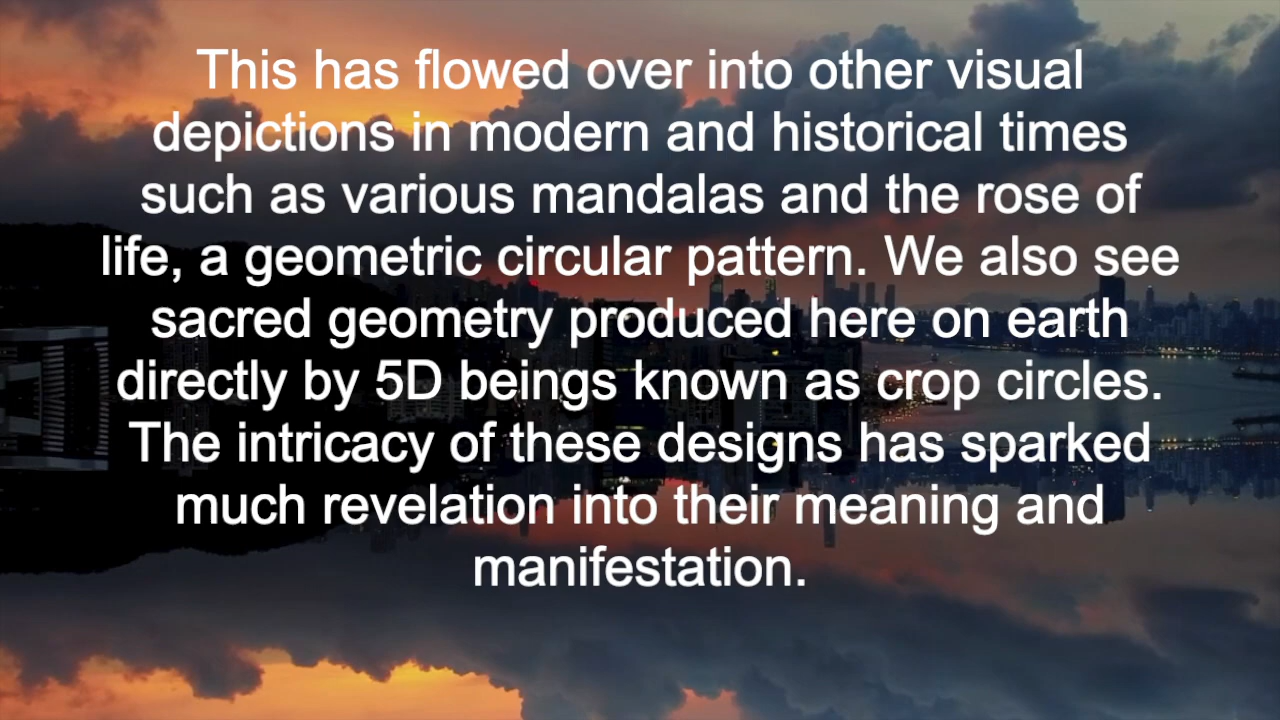 This has flowed over into other visual
depictions in modern and historical times
such as various mandalas and the rose of
life, a geometric circular pattern. We also see
sacred geometry produced here on earth
directly by 5D beings known as crop circles.
The intricacy of these designs has sparked
much revelation into their meaning and
manifestation.